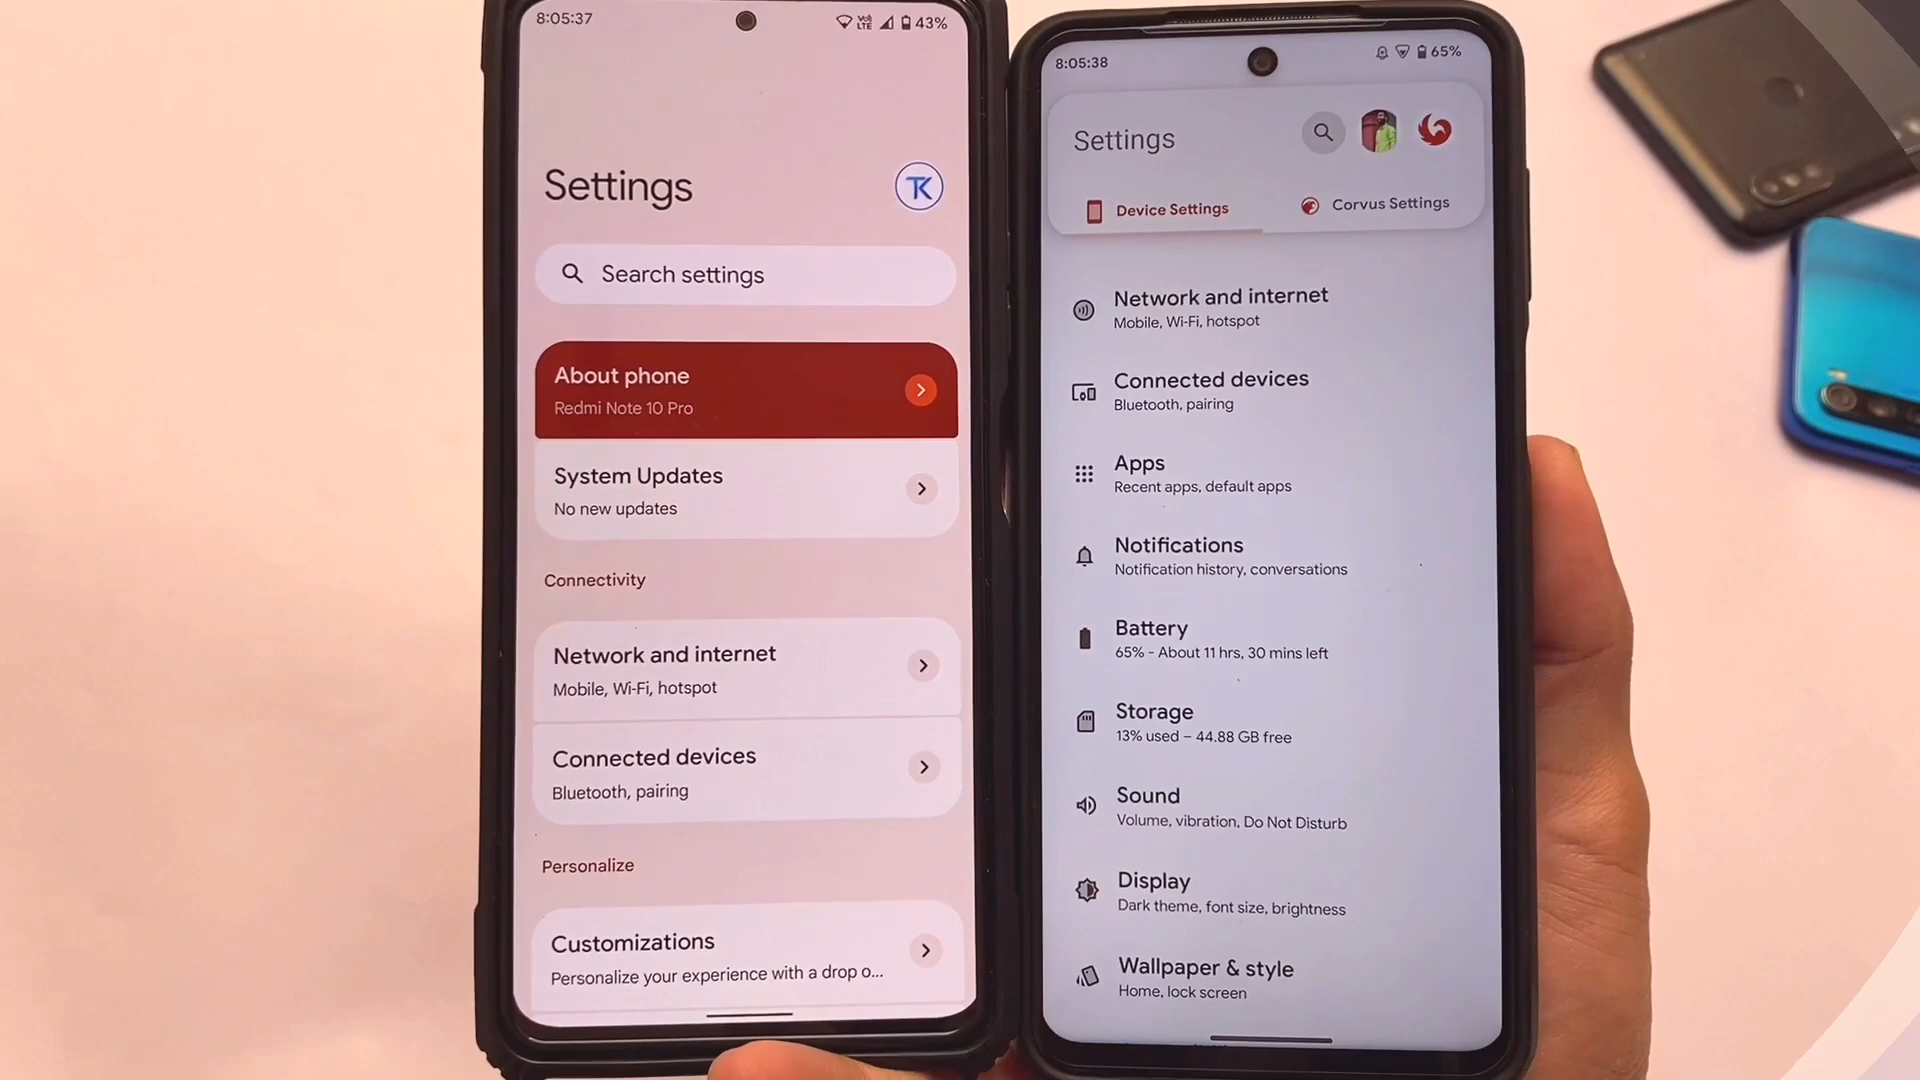 8:05:37
Vo
LTE
43%
Settings
TK
Search settings
About phone
Redmi Note 10 Pro
System Updates
No new updates
Connectivity
Network and internet
Mobile, Wi-Fi, hotspot
Connected devices
Bluetooth, pairing
Personalize
Customizations
Personalize your experience with a drop o...
8:05:38
65%
Settings
Device Settings
Corvus Settings
Network and internet
Mobile, Wi-Fi, hotspot
Connected devices
Bluetooth, pairing
Apps
Recent apps, default apps
Notifications
Notification history, conversations
Battery
65% - About 11 hrs, 30 mins left
Storage
13% used – 44.88 GB free
Sound
Volume, vibration, Do Not Disturb
Display
Dark theme, font size, brightness
Wallpaper & style
Home, lock screen